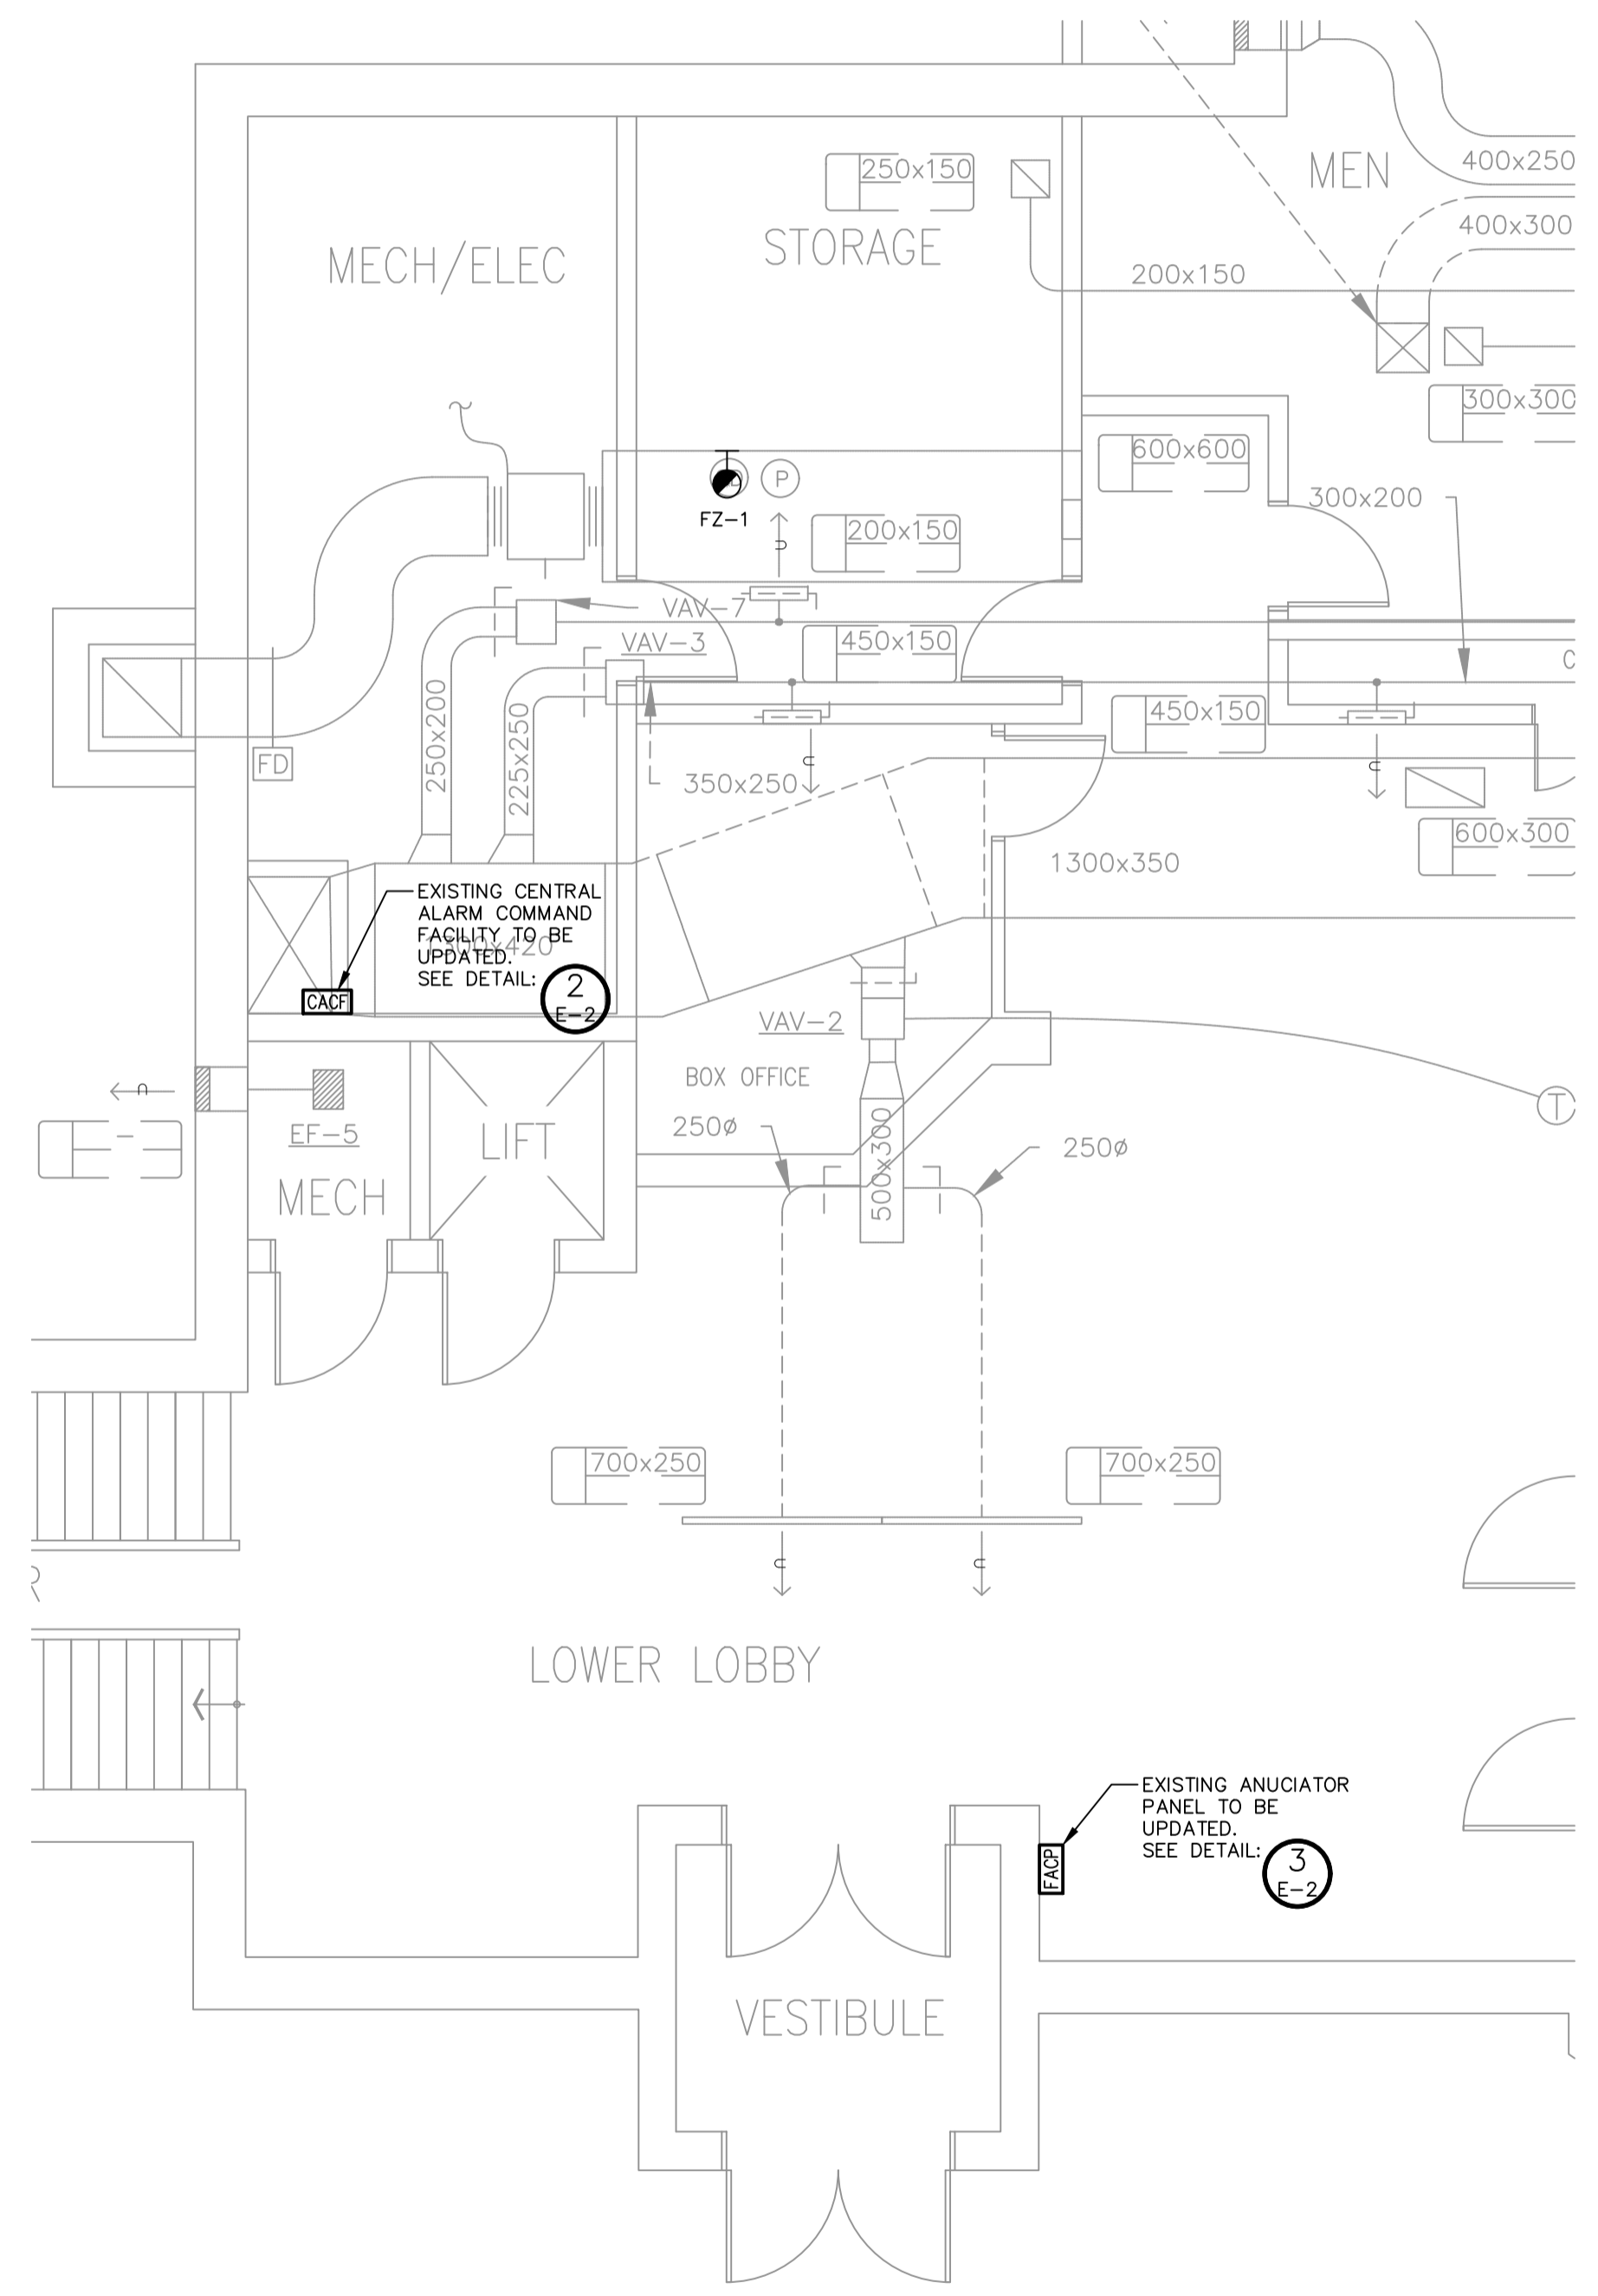 250x150
MEN
400x250
400x300
STORAGE
MECH/ELEC
200x150
300x300
600x600
P
300x200
FZ-1
200x150
VAV-7
VAV-3
450x150
C
250x200
225x250
450x150
FD
350x250
600x300
1300x350
EXISTING CENTRAL
ALARM COMMAND
FACILITY TO BE
UPDATED.
SEE DETAIL:
1300x420
2
E-2
CACF
VAV-2
BOX OFFICE
T
250ø
250ø
500x300
EF-5
LIFT
MECH
700x250
700x250
R
LOWER LOBBY
EXISTING ANUCIATOR
PANEL TO BE
UPDATED.
SEE DETAIL:
3
E-2
FACP
VESTIBULE